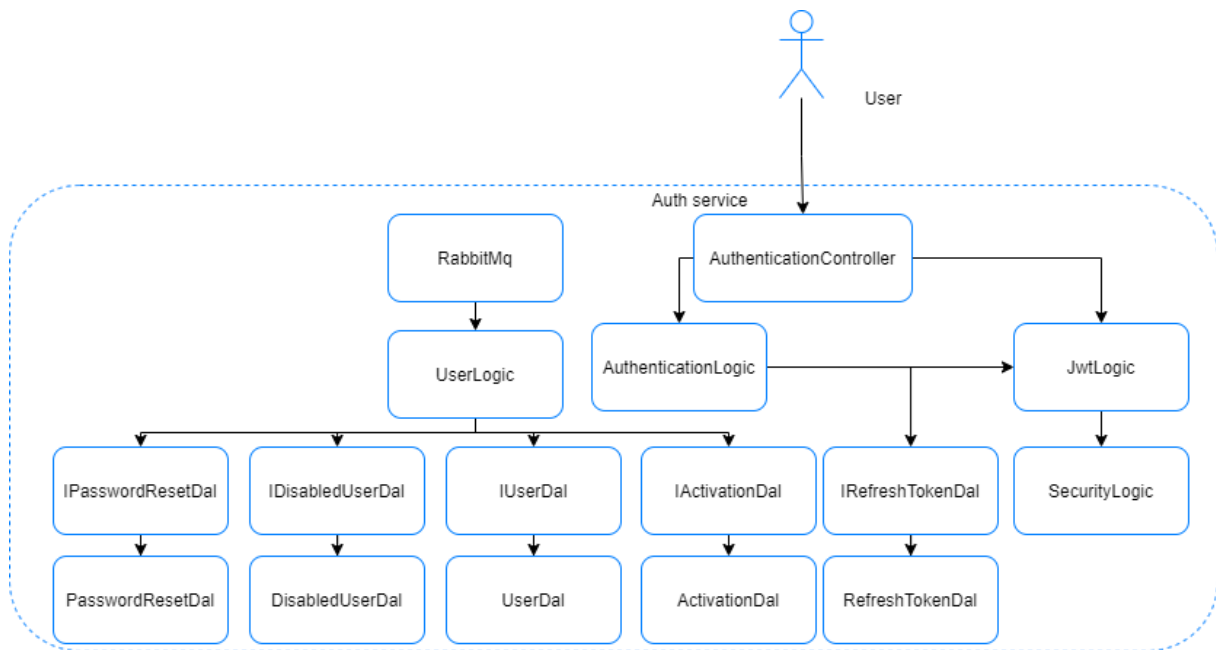 User
Auth service
RabbitMq
AuthenticationController
UserLogic
AuthenticationLogic
JwtLogic
IPasswordResetDal
IDisabledUserDal
IUserDal
IActivationDal
IRefreshTokenDal
SecurityLogic
PasswordResetDal
DisabledUserDal
UserDal
ActivationDal
RefreshTokenDal